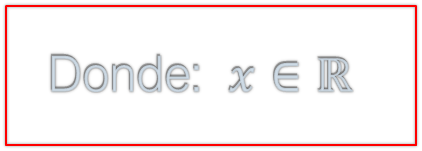 Donde: 𝑥 ∈ ℝ